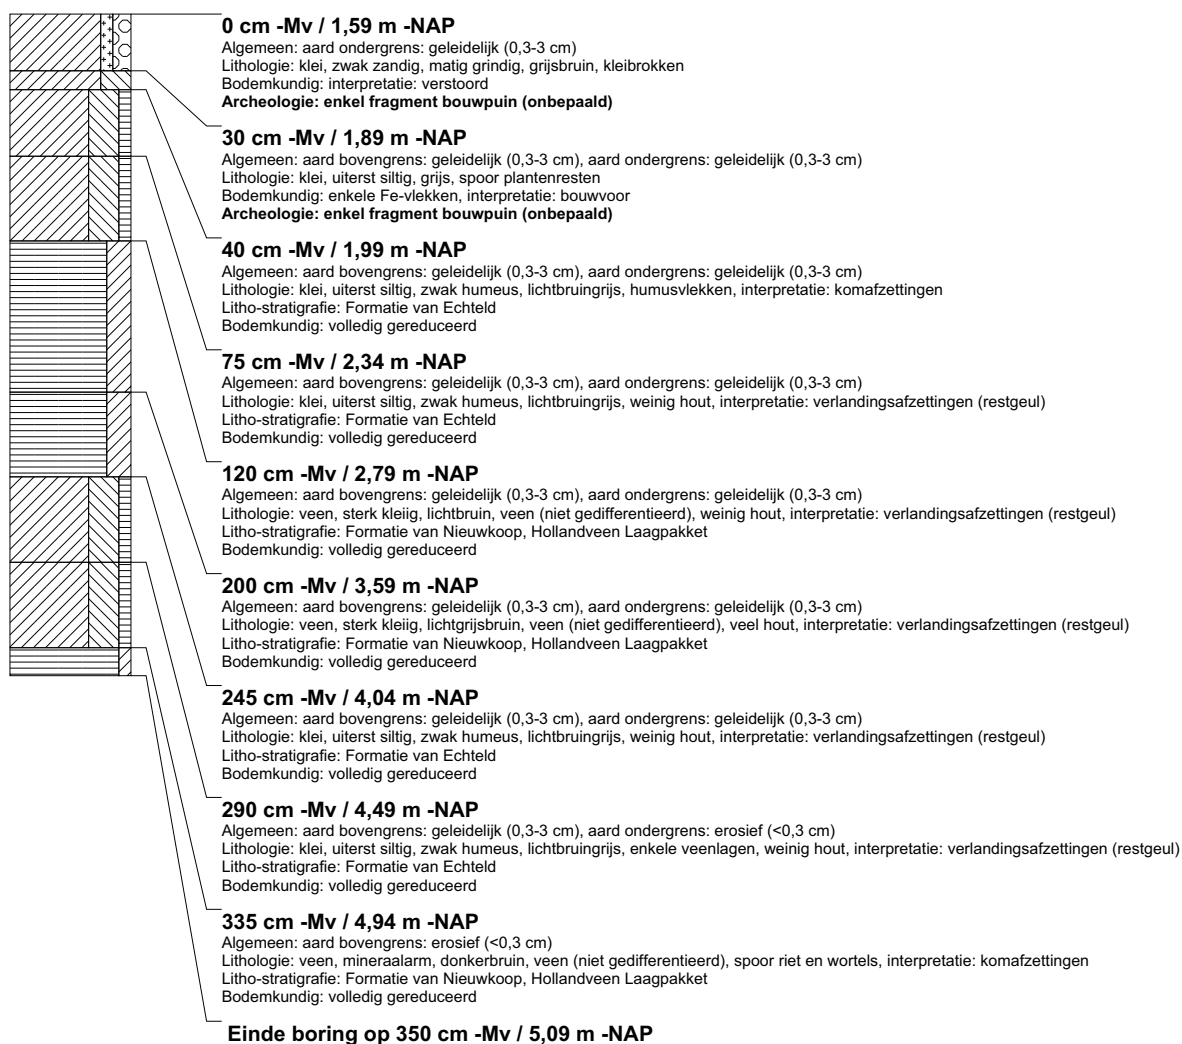 0 cm -Mv / 1,59 m -NAP
Algemeen: aard ondergrens: geleidelijk (0,3-3 cm)
Lithologie: klei, zwak zandig, matig grindig, grijsbruin, kleibrokken
Bodemkundig: interpretatie: verstoord
Archeologie: enkel fragment bouwpuin (onbepaald)
30 cm -Mv / 1,89 m -NAP
Algemeen: aard bovengrens: geleidelijk (0,3-3 cm), aard ondergrens: geleidelijk (0,3-3 cm)
Lithologie: klei, uiterst siltig, grijs, spoor plantenresten
Bodemkundig: enkele Fe-vlekken, interpretatie: bouwvoor
Archeologie: enkel fragment bouwpuin (onbepaald)
40 cm -Mv / 1,99 m -NAP
Algemeen: aard bovengrens: geleidelijk (0,3-3 cm), aard ondergrens: geleidelijk (0,3-3 cm)
Lithologie: klei, uiterst siltig, zwak humeus, lichtbruingrijs, humusvlekken, interpretatie: komafzettingen
Litho-stratigrafie: Formatie van Echteld
Bodemkundig: volledig gereduceerd
75 cm -Mv / 2,34 m -NAP
Algemeen: aard bovengrens: geleidelijk (0,3-3 cm), aard ondergrens: geleidelijk (0,3-3 cm)
Lithologie: klei, uiterst siltig, zwak humeus, lichtbruingrijs, weinig hout, interpretatie: verlandingsafzettingen (restgeul)
Litho-stratigrafie: Formatie van Echteld
Bodemkundig: volledig gereduceerd
120 cm -Mv / 2,79 m -NAP
Algemeen: aard bovengrens: geleidelijk (0,3-3 cm), aard ondergrens: geleidelijk (0,3-3 cm)
Lithologie: veen, sterk kleiig, lichtbruin, veen (niet gedifferentieerd), weinig hout, interpretatie: verlandingsafzettingen (restgeul)
Litho-stratigrafie: Formatie van Nieuwkoop, Hollandveen Laagpakket
Bodemkundig: volledig gereduceerd
200 cm -Mv / 3,59 m -NAP
Algemeen: aard bovengrens: geleidelijk (0,3-3 cm), aard ondergrens: geleidelijk (0,3-3 cm)
Lithologie: veen, sterk kleiig, lichtgrijsbruin, veen (niet gedifferentieerd), veel hout, interpretatie: verlandingsafzettingen (restgeul)
Litho-stratigrafie: Formatie van Nieuwkoop, Hollandveen Laagpakket
Bodemkundig: volledig gereduceerd
245 cm -Mv / 4,04 m -NAP
Algemeen: aard bovengrens: geleidelijk (0,3-3 cm), aard ondergrens: geleidelijk (0,3-3 cm)
Lithologie: klei, uiterst siltig, zwak humeus, lichtbruingrijs, weinig hout, interpretatie: verlandingsafzettingen (restgeul)
Litho-stratigrafie: Formatie van Echteld
Bodemkundig: volledig gereduceerd
290 cm -Mv / 4,49 m -NAP
Algemeen: aard bovengrens: geleidelijk (0,3-3 cm), aard ondergrens: erosief (<0,3 cm)
Lithologie: klei, uiterst siltig, zwak humeus, lichtbruingrijs, enkele veenlagen, weinig hout, interpretatie: verlandingsafzettingen (restgeul)
Litho-stratigrafie: Formatie van Echteld
Bodemkundig: volledig gereduceerd
335 cm -Mv / 4,94 m -NAP
Algemeen: aard bovengrens: erosief (<0,3 cm)
Lithologie: veen, mineraalarm, donkerbruin, veen (niet gedifferentieerd), spoor riet en wortels, interpretatie: komafzettingen
Litho-stratigrafie: Formatie van Nieuwkoop, Hollandveen Laagpakket
Bodemkundig: volledig gereduceerd
Einde boring op 350 cm -Mv / 5,09 m -NAP